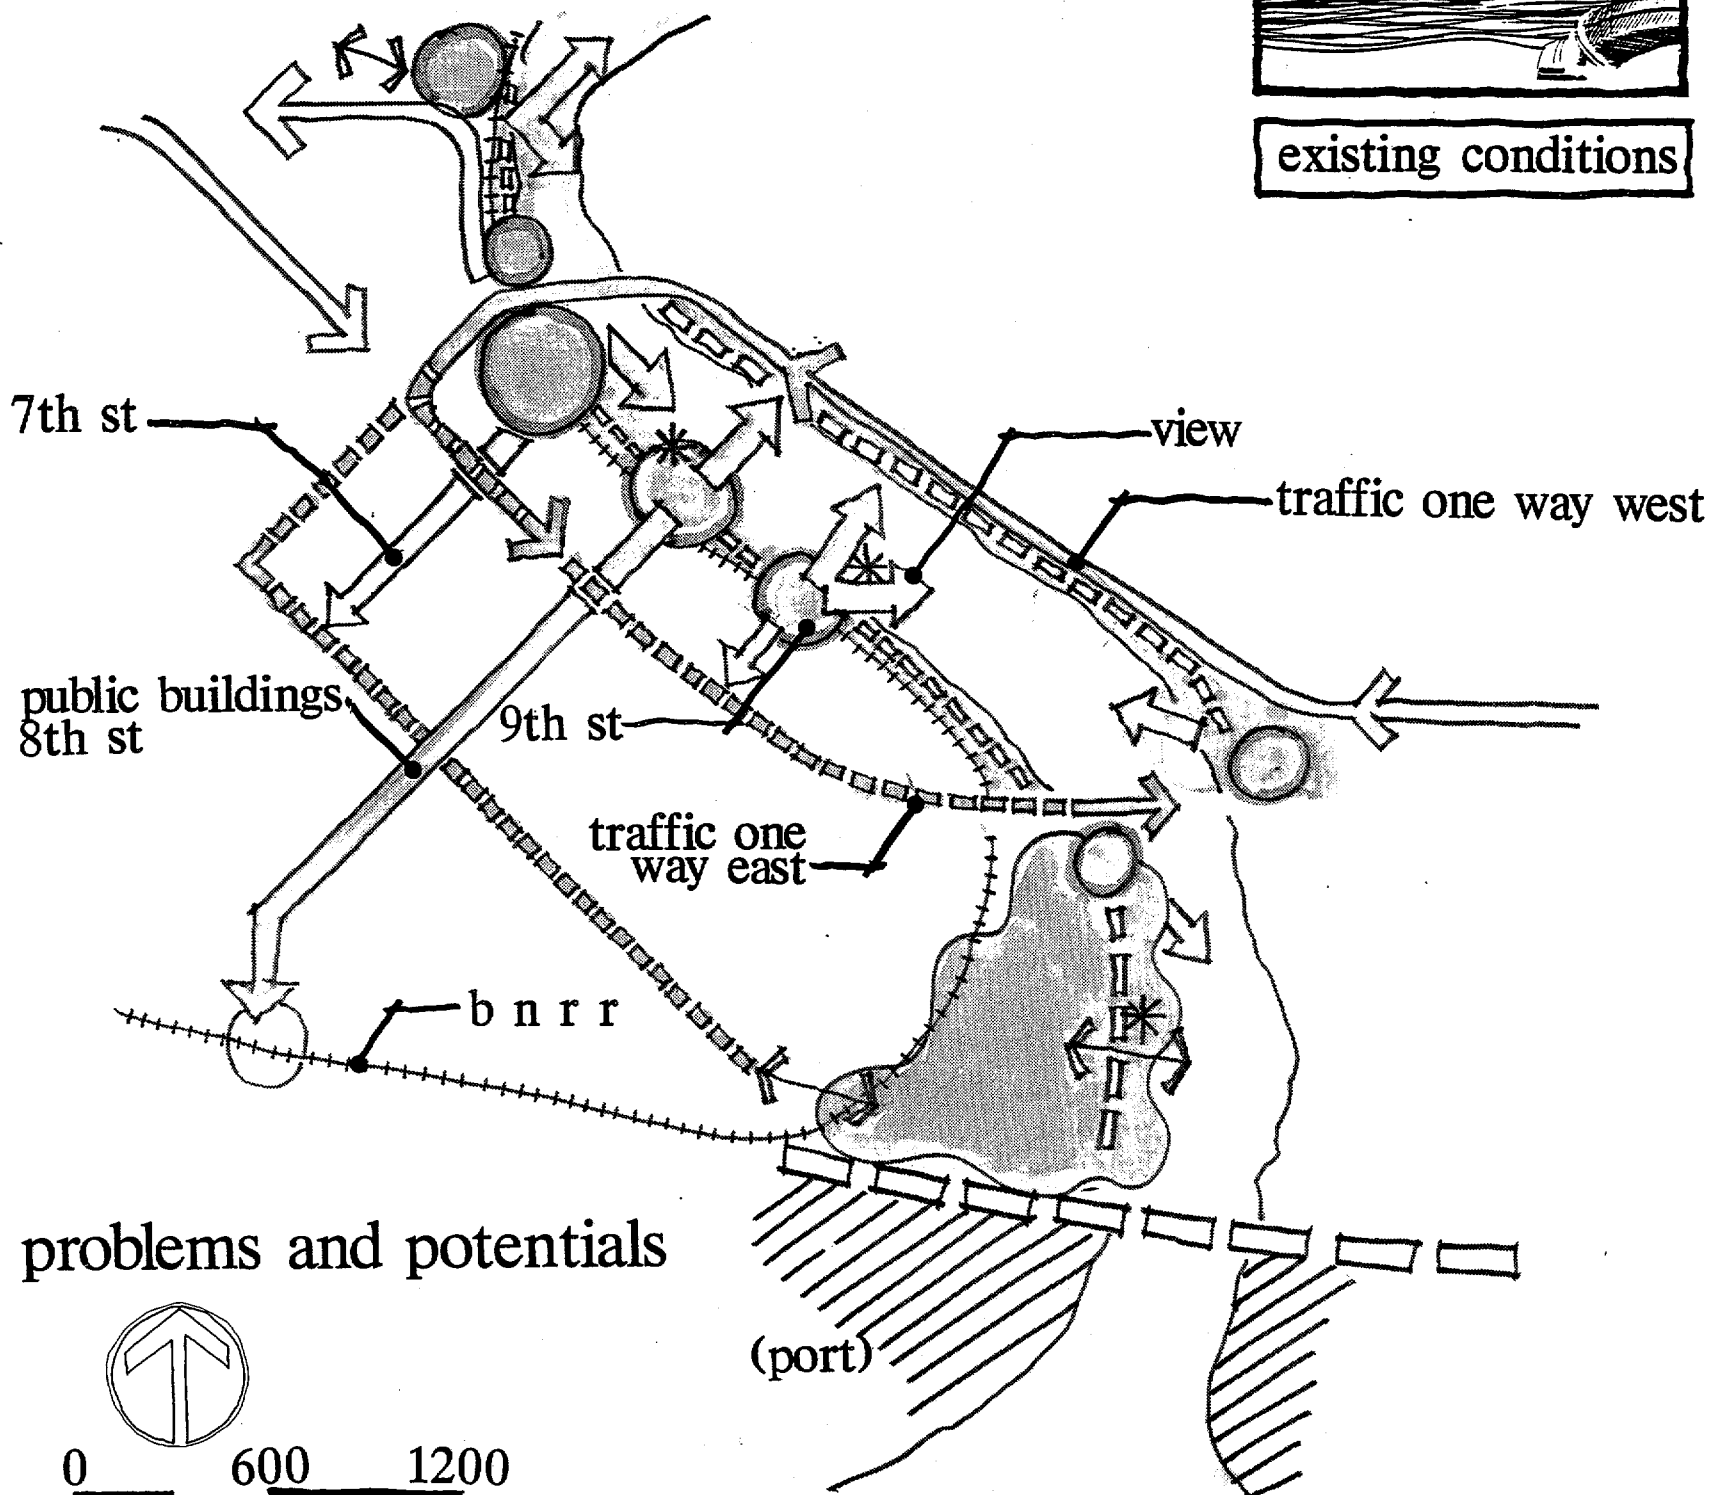 existing conditions
7th st
view
traffic one way west
public buildings
8th st
9th st
traffic one
way east
b n r r
problems and potentials
(port)
0 600 1200